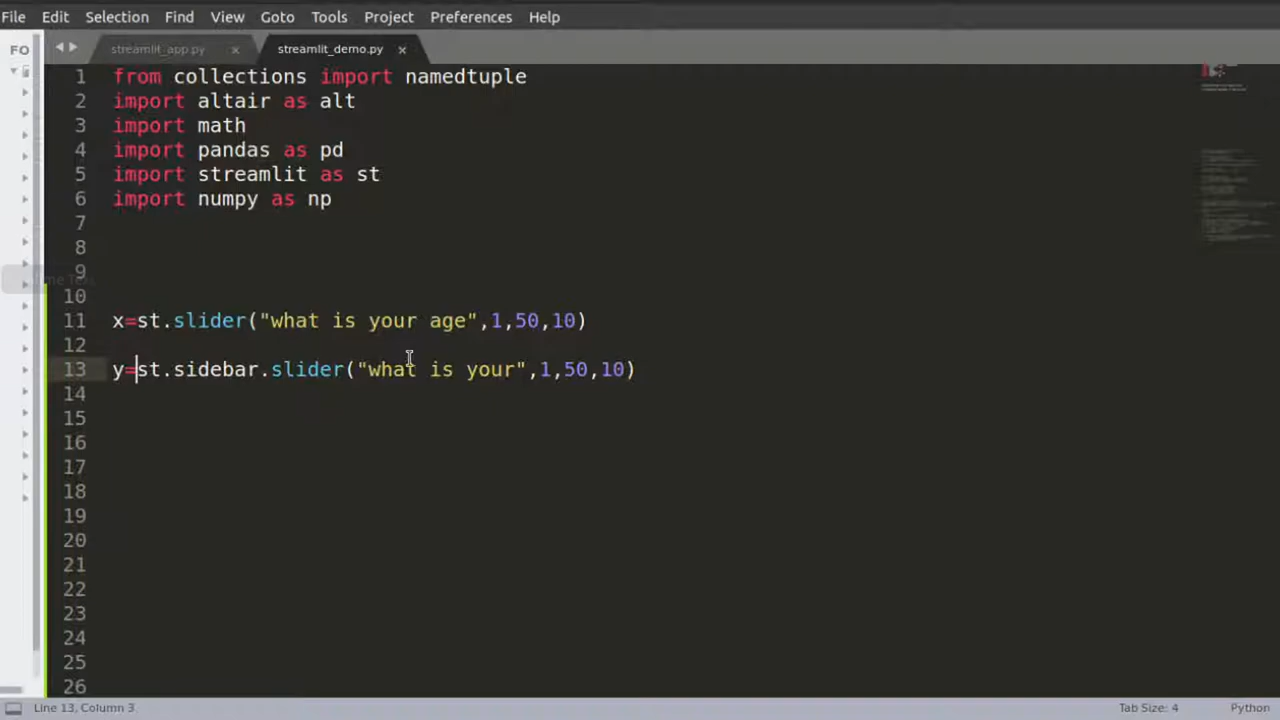 File Edit Selection Find View Goto Tools Project Preferences Help
FO
streamlit_app.py × streamlit_demo.py ×
1 from collections import namedtuple
2 import altair as alt
3 import math
4 import pandas as pd
5 import streamlit as st
6 import numpy as np
7
8
9
10
11 x=st.slider("what is your age",1,50,10)
12
13 y=st.sidebar.slider("what is your",1,50,10)
14
15
16
17
18
19
20
21
22
23
24
25
26
Line 13, Column 3 Tab Size: 4 Python